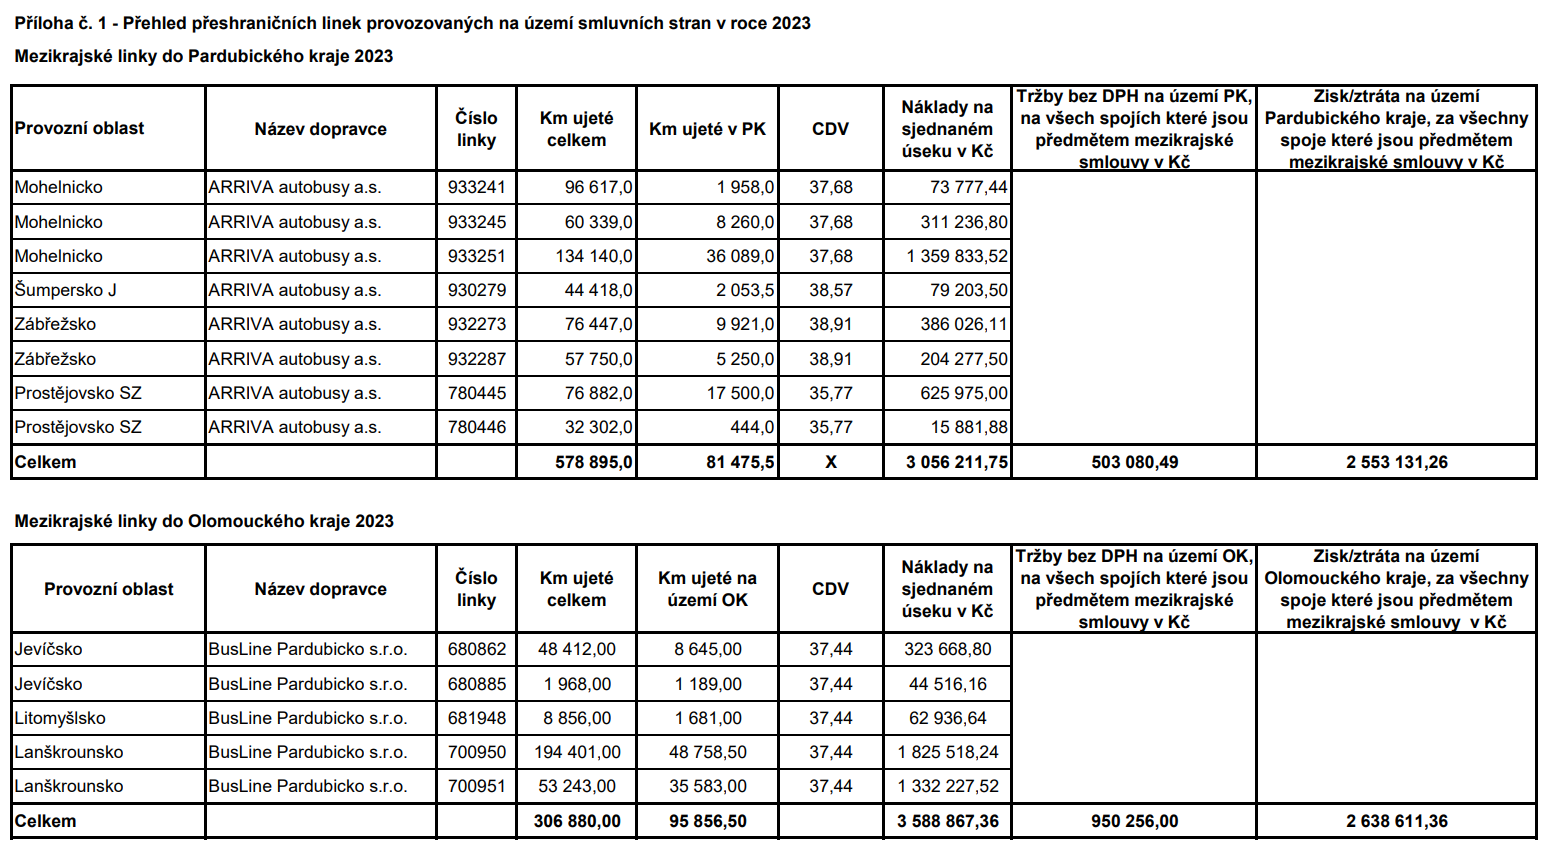 Příloha č. 1 - Přehled přeshraničních linek provozovaných na území smluvních stran v roce 2023
Mezikrajské linky do Pardubického kraje 2023
Provozní oblast Název dopravce Číslo linky Km ujeté celkem Km ujeté v PK CDV Náklady na sjednaném úseku v Kč Tržby bez DPH na území PK, na všech spojích které jsou předmětem mezikrajské smlouvy v Kč Zisk/ztráta na území Pardubického kraje, za všechny spoje které jsou předmětem mezikrajské smlouvy v Kč
Mohelnicko ARRIVA autobusy a.s. 933241 96 617,0 1 958,0 37,68 73 777,44
Mohelnicko ARRIVA autobusy a.s. 933245 60 339,0 8 260,0 37,68 311 236,80
Mohelnicko ARRIVA autobusy a.s. 933251 134 140,0 36 089,0 37,68 1 359 833,52
Šumpersko J ARRIVA autobusy a.s. 930279 44 418,0 2 053,5 38,57 79 203,50
Zábřežsko ARRIVA autobusy a.s. 932273 76 447,0 9 921,0 38,91 386 026,11
Zábřežsko ARRIVA autobusy a.s. 932287 57 750,0 5 250,0 38,91 204 277,50
Prostějovsko SZ ARRIVA autobusy a.s. 780445 76 882,0 17 500,0 35,77 625 975,00
Prostějovsko SZ ARRIVA autobusy a.s. 780446 32 302,0 444,0 35,77 15 881,88
Celkem 578 895,0 81 475,5 X 3 056 211,75 503 080,49 2 553 131,26
Mezikrajské linky do Olomouckého kraje 2023
Provozní oblast Název dopravce Číslo linky Km ujeté celkem Km ujeté na území OK CDV Náklady na sjednaném úseku v Kč Tržby bez DPH na území OK, na všech spojích které jsou předmětem mezikrajské smlouvy v Kč Zisk/ztráta na území Olomouckého kraje, za všechny spoje které jsou předmětem mezikrajské smlouvy v Kč
Jevíčsko BusLine Pardubicko s.r.o. 680862 48 412,00 8 645,00 37,44 323 668,80
Jevíčsko BusLine Pardubicko s.r.o. 680885 1 968,00 1 189,00 37,44 44 516,16
Litomyšlsko BusLine Pardubicko s.r.o. 681948 8 856,00 1 681,00 37,44 62 936,64
Lanškrounsko BusLine Pardubicko s.r.o. 700950 194 401,00 48 758,50 37,44 1 825 518,24
Lanškrounsko BusLine Pardubicko s.r.o. 700951 53 243,00 35 583,00 37,44 1 332 227,52
Celkem 306 880,00 95 856,50 3 588 867,36 950 256,00 2 638 611,36